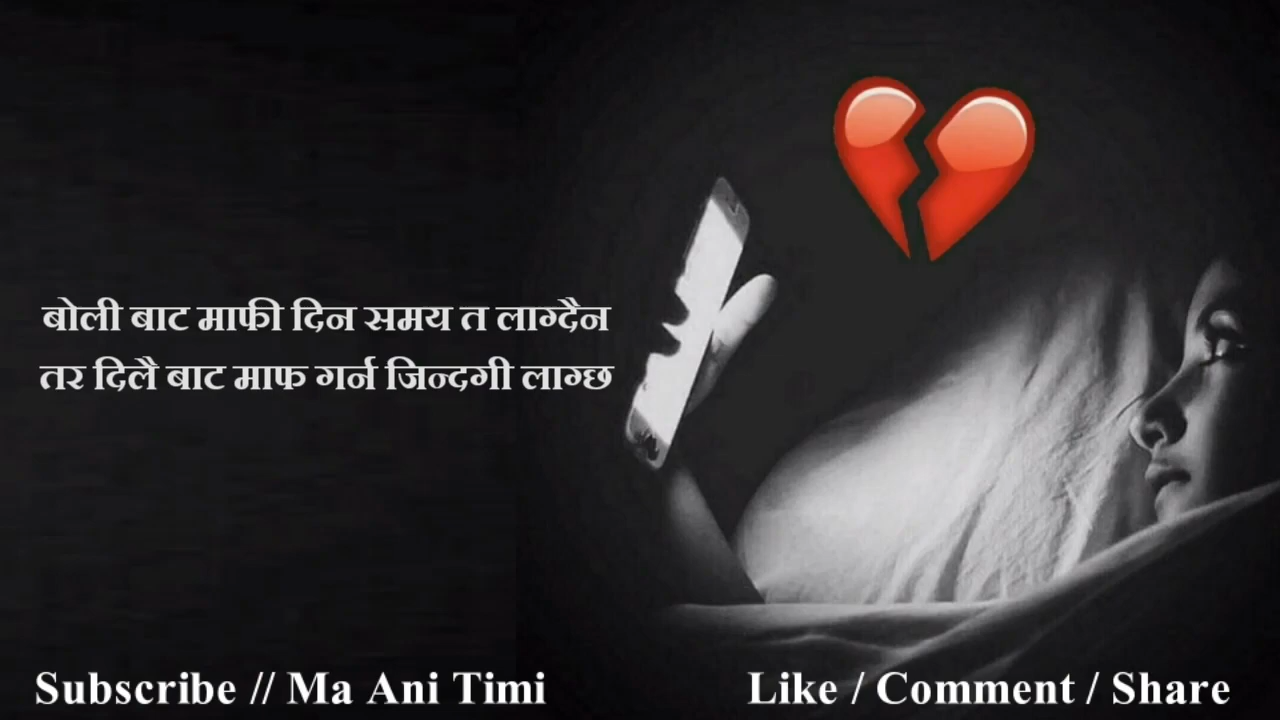 बोली बाट माफी दिन समय त लाग्दैन
तर दिलै बाट माफ गर्न जिन्दगी लाग्छ
Subscribe // Ma Ani Timi
Like / Comment / Share